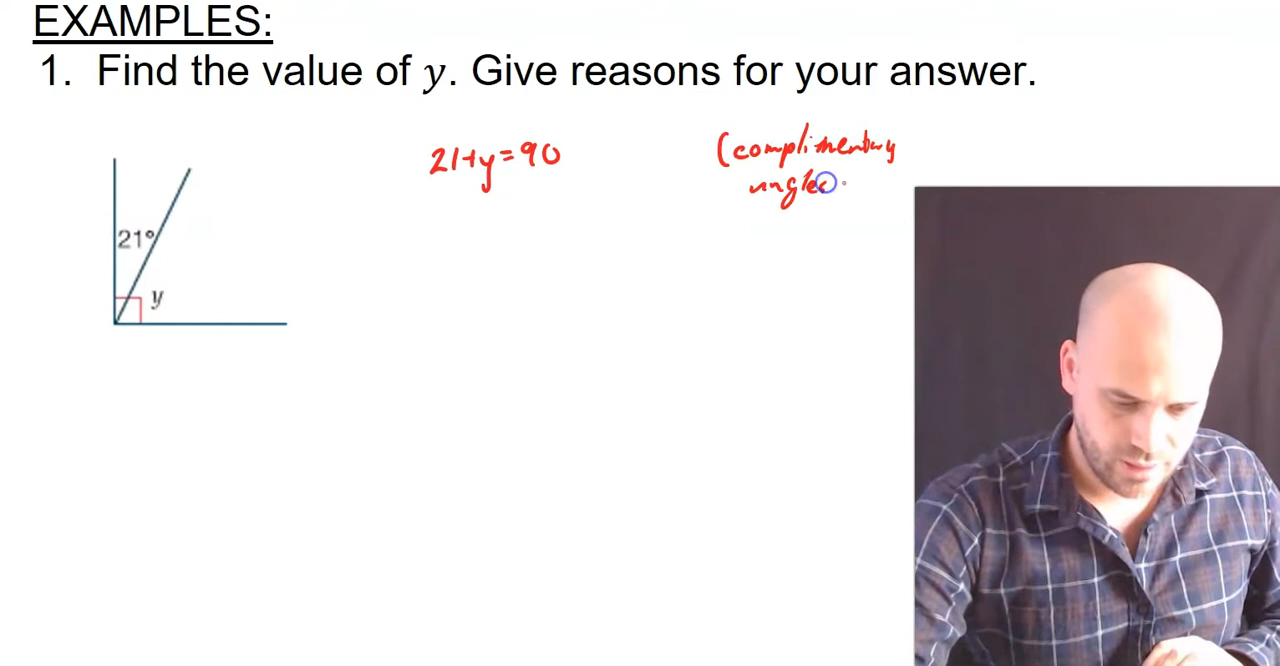 EXAMPLES:
1. Find the value of y. Give reasons for your answer.
21+y=90
(complimentary
angles
21°
y